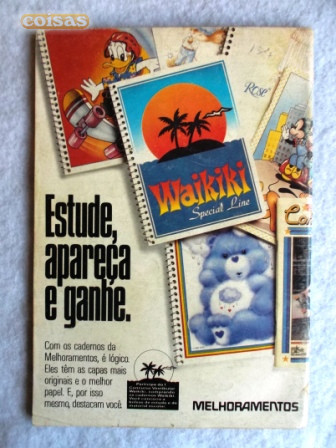 coisas
Rose
Waikiki
Special Line
Estude,
apareça
e ganhe.
Com os cadernos da
Melhoramentos, é lógico.
Eles têm as capas mais
originais e o melhor
papel. E, por isso
mesmo, destacam você.
MELHORAMENTOS